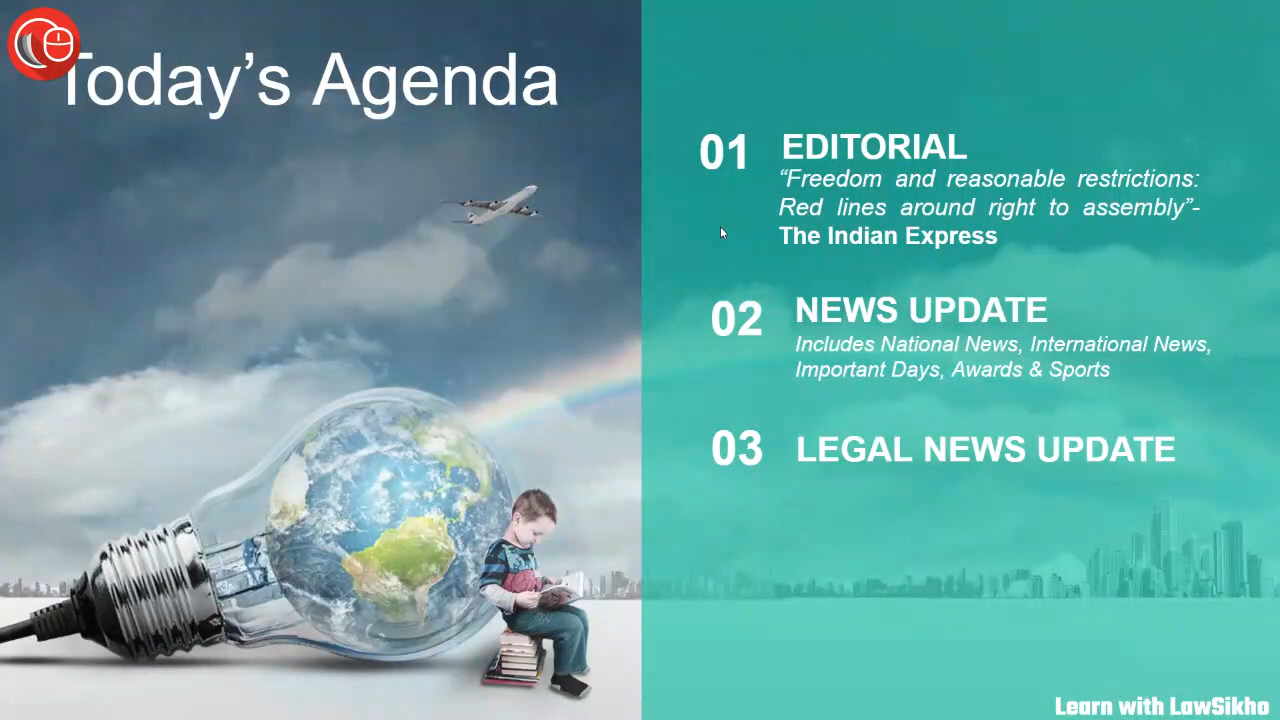 Today’s Agenda
01 EDITORIAL
“Freedom and reasonable restrictions:
Red lines around right to assembly”-
The Indian Express
02 NEWS UPDATE
Includes National News, International News,
Important Days, Awards & Sports
03 LEGAL NEWS UPDATE
Learn with LawSikho